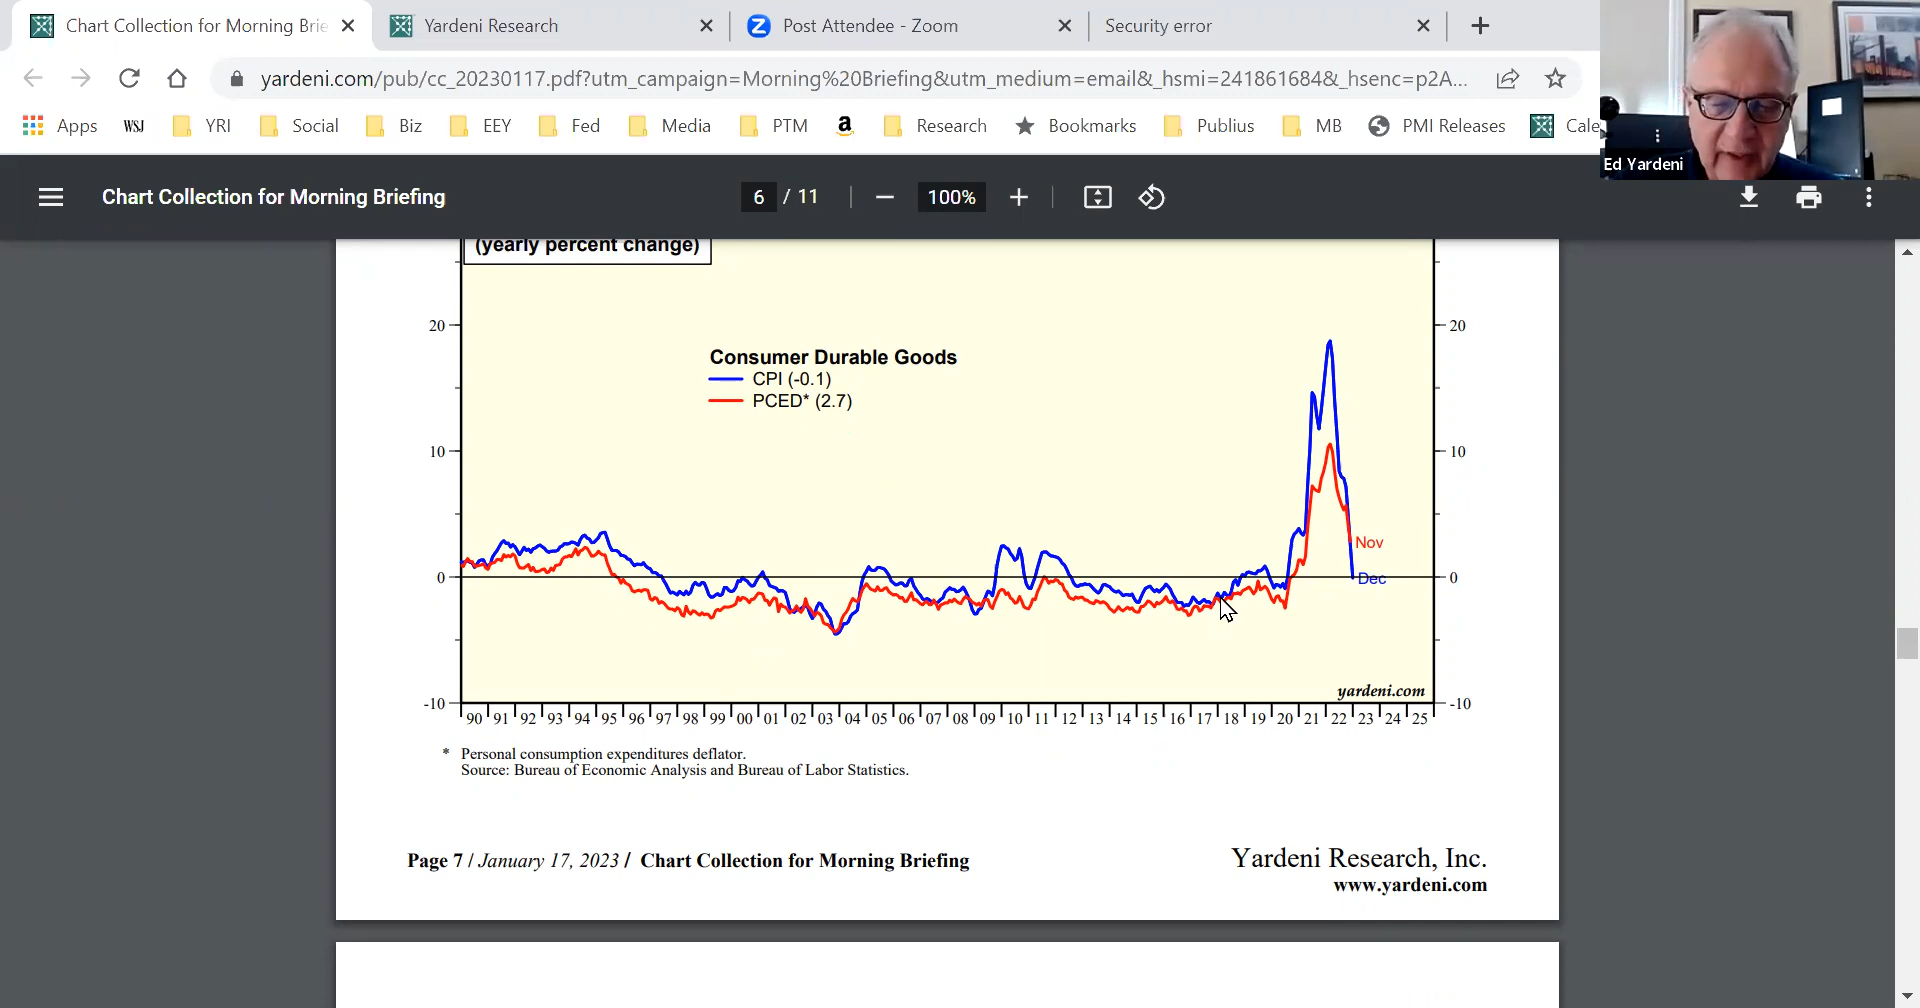 Chart Collection for Morning Brie
Yardeni Research
Post Attendee - Zoom
Security error
yardeni.com/pub/cc_20230117.pdf?utm_campaign=Morning%20Briefing&utm_medium=email&_hsmi=241861684&_hsenc=p2A...
Apps
WSJ
YRI
Social
Biz
EEY
Fed
Media
PTM
a
Research
Bookmarks
Publius
MB
PMI Releases
Cale
Ed Yardeni
Chart Collection for Morning Briefing
6 / 11
100%
(yearly percent change)
20
20
Consumer Durable Goods
CPI (-0.1)
PCED* (2.7)
10
10
Nov
0
Dec
0
yardeni.com
-10
-10
90 91 92 93 94 95 96 97 98 99 00 01 02 03 04 05 06 07 08 09 10 11 12 13 14 15 16 17 18 19 20 21 22 23 24 25
* Personal consumption expenditures deflator.
Source: Bureau of Economic Analysis and Bureau of Labor Statistics.
Page 7 / January 17, 2023 / Chart Collection for Morning Briefing
Yardeni Research, Inc.
www.yardeni.com